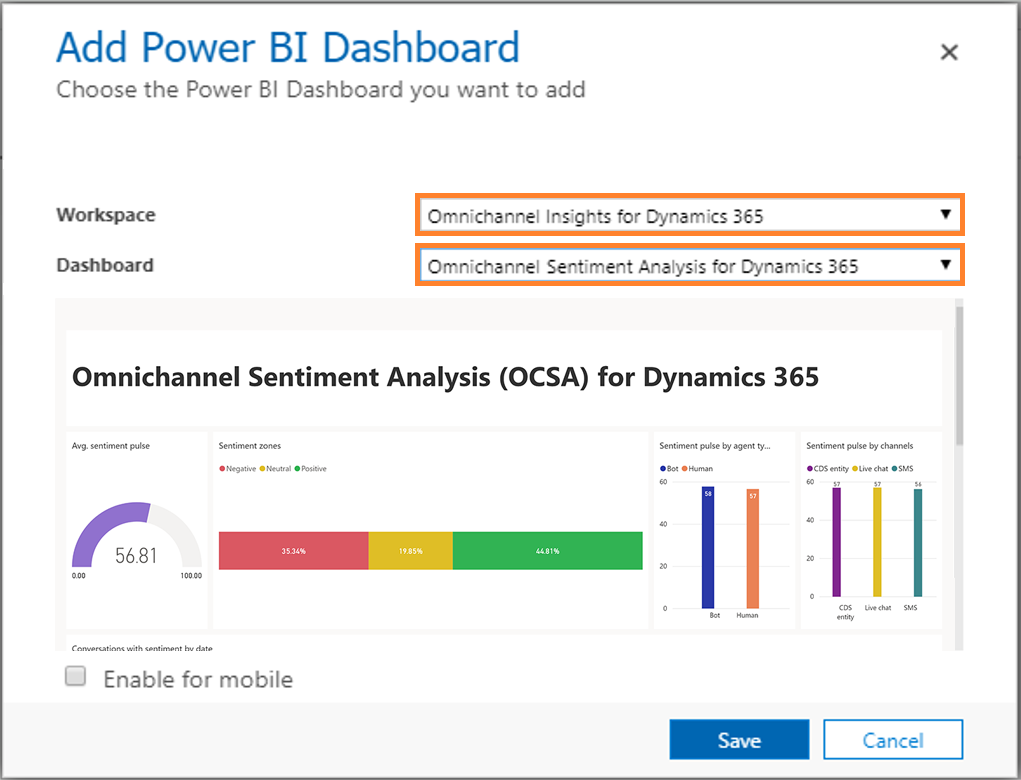 Add Power BI Dashboard
Choose the Power BI Dashboard you want to add
Workspace
Omnichannel Insights for Dynamics 365
Dashboard
Omnichannel Sentiment Analysis for Dynamics 365
Omnichannel Sentiment Analysis (OCSA) for Dynamics 365
Avg. sentiment pulse
56.81
0.00
100.00
Sentiment zones
Negative Neutral Positive
35.34% 19.85% 44.81%
Sentiment pulse by agent ty...
Bot Human
60
40
20
0
58
57
Bot Human
Sentiment pulse by channels
CDS entity Live chat SMS
60
40
20
0
57
57
56
CDS entity
Live chat
SMS
Conversations with sentiment by date
Enable for mobile
Save
Cancel